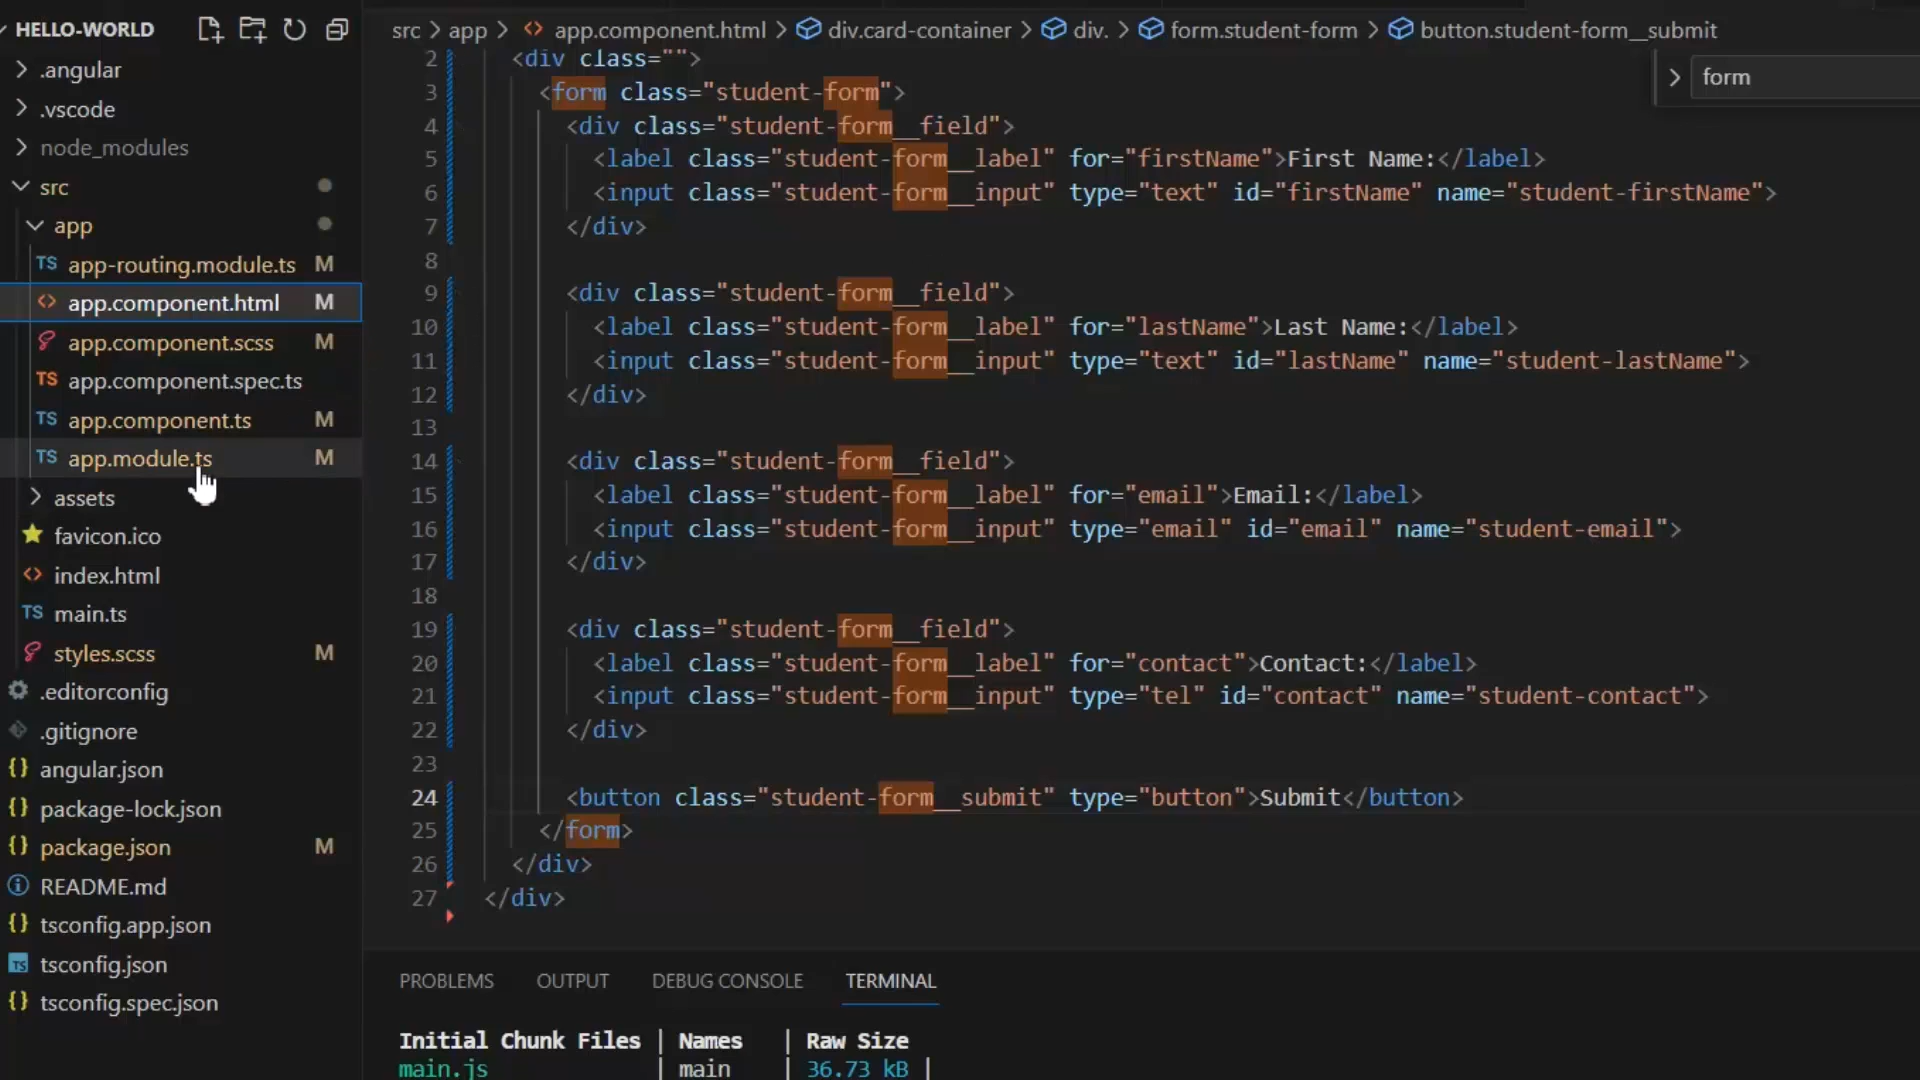 HELLO-WORLD
.angular
.vscode
node_modules
src
app
TS app-routing.module.ts M
<> app.component.html M
app.component.scss M
TS app.component.spec.ts
TS app.component.ts M
TS app.module.ts M
assets
favicon.ico
<> index.html
TS main.ts
styles.scss M
.editorconfig
.gitignore
{} angular.json
{} package-lock.json
{} package.json M
README.md
{} tsconfig.app.json
TS tsconfig.json
{} tsconfig.spec.json
src > app > <> app.component.html > div.card-container > div. > form.student-form > button.student-form__submit
form
2 <div class="">
3 <form class="student-form">
4 <div class="student-form__field">
5 <label class="student-form__label" for="firstName">First Name:</label>
6 <input class="student-form__input" type="text" id="firstName" name="student-firstName">
7 </div>
8
9 <div class="student-form__field">
10 <label class="student-form__label" for="lastName">Last Name:</label>
11 <input class="student-form__input" type="text" id="lastName" name="student-lastName">
12 </div>
13
14 <div class="student-form__field">
15 <label class="student-form__label" for="email">Email:</label>
16 <input class="student-form__input" type="email" id="email" name="student-email">
17 </div>
18
19 <div class="student-form__field">
20 <label class="student-form__label" for="contact">Contact:</label>
21 <input class="student-form__input" type="tel" id="contact" name="student-contact">
22 </div>
23
24 <button class="student-form__submit" type="button">Submit</button>
25 </form>
26 </div>
27 </div>
PROBLEMS OUTPUT DEBUG CONSOLE TERMINAL
Initial Chunk Files | Names | Raw Size
main.js | main | 36.73 kB |